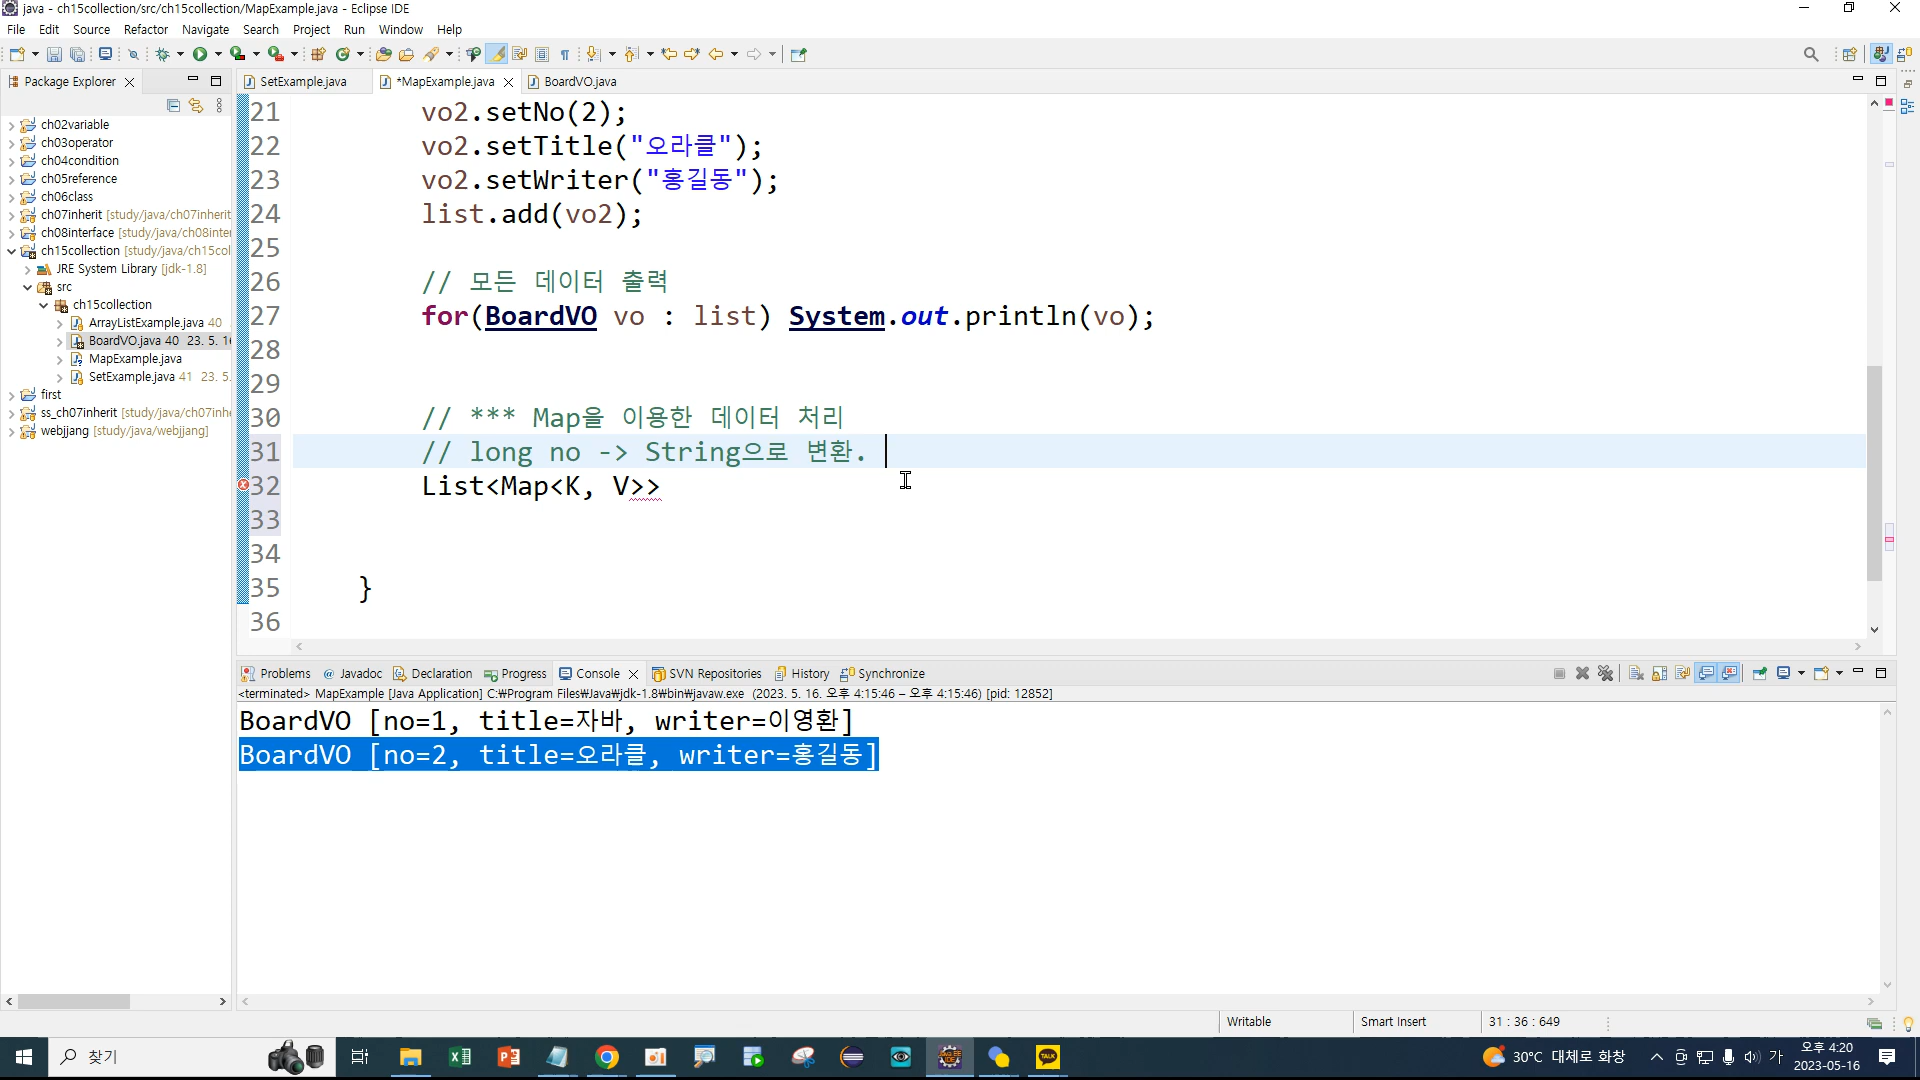 java - ch15collection/src/ch15collection/MapExample.java - Eclipse IDE
File Edit Source Refactor Navigate Search Project Run Window Help
Package Explorer
SetExample.java *MapExample.java BoardVO.java
ch02variable
ch03operator
ch04condition
ch05reference
ch06class
ch07inherit [study/java/ch07inherit
ch08interface [study/java/ch08inter
ch15collection [study/java/ch15col
JRE System Library [jdk-1.8]
src
ch15collection
ArrayListExample.java 40
BoardVO.java 40 23. 5. 16
MapExample.java
SetExample.java 41 23. 5.
first
ss_ch07inherit [study/java/ch07inh
webjjang [study/java/webjjang]
21 vo2.setNo(2);
22 vo2.setTitle("오라클");
23 vo2.setWriter("홍길동");
24 list.add(vo2);
25
26 // 모든 데이터 출력
27 for(BoardVO vo : list) System.out.println(vo);
28
29
30 // *** Map을 이용한 데이터 처리
31 // long no -> String으로 변환.
32 List<Map<K, V>>
33
34
35 }
36
Problems @ Javadoc Declaration Progress Console SVN Repositories History Synchronize
<terminated> MapExample [Java Application] C:₩Program Files₩Java₩jdk-1.8₩bin₩javaw.exe (2023. 5. 16. 오후 4:15:46 – 오후 4:15:46) [pid: 12852]
BoardVO [no=1, title=자바, writer=이영환]
BoardVO [no=2, title=오라클, writer=홍길동]
Writable Smart Insert 31 : 36 : 649
찾기
TALK
30°C 대체로 화창
가
오후 4:20
2023-05-16